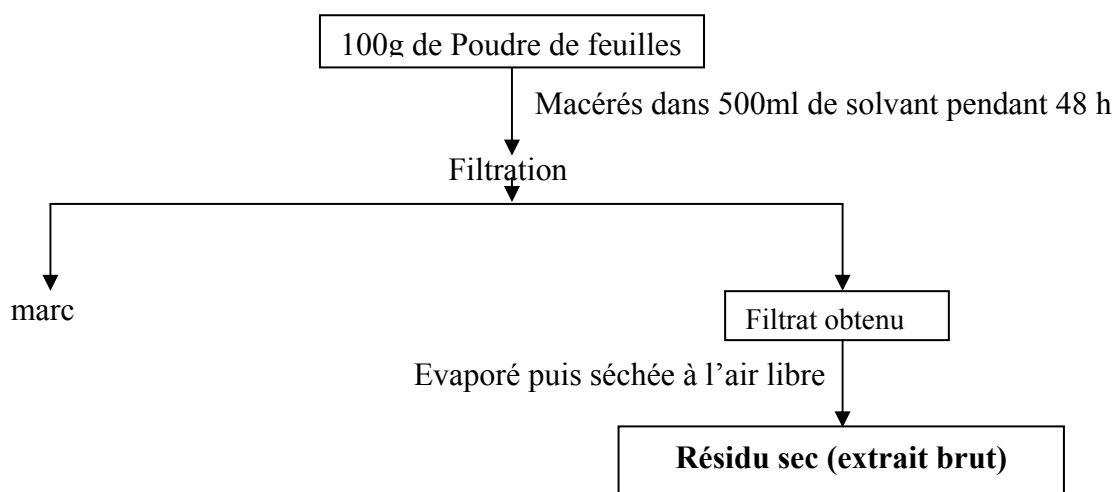 100g de Poudre de feuilles
Macérés dans 500ml de solvant pendant 48 h
Filtration
marc
Filtrat obtenu
Evaporé puis séchée à l’air libre
Résidu sec (extrait brut)